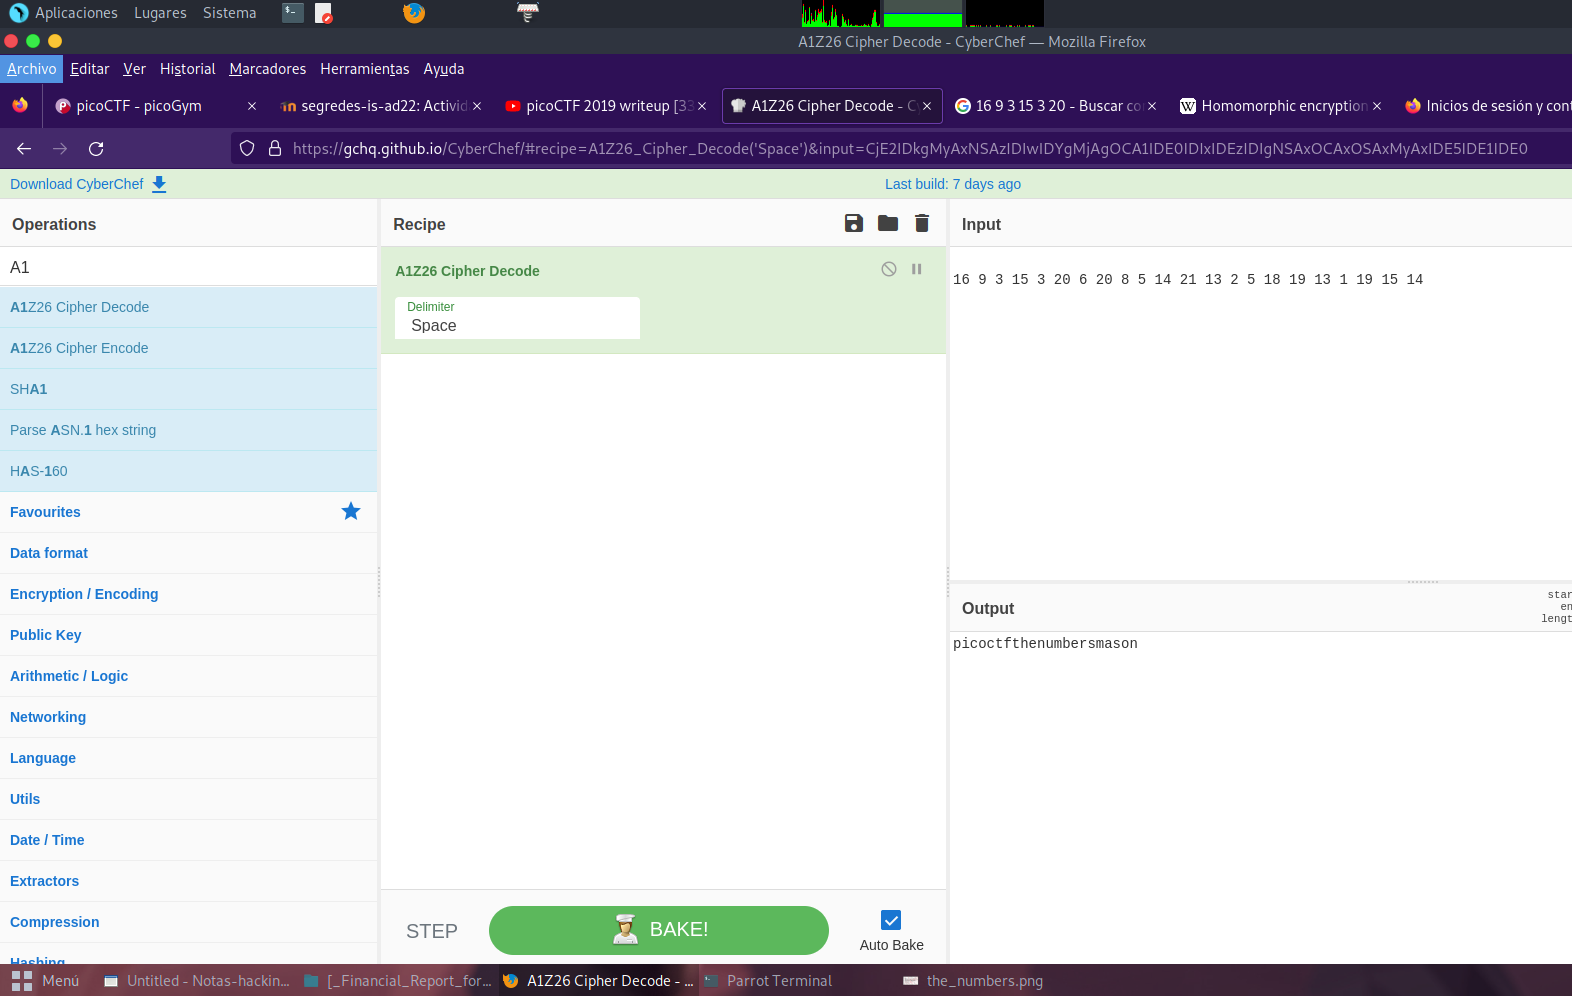 Aplicaciones Lugares Sistema
A1Z26 Cipher Decode - CyberChef — Mozilla Firefox
Archivo Editar Ver Historial Marcadores Herramientas Ayuda
picoCTF - picoGym
segredes-is-ad22: Activid
picoCTF 2019 writeup [33
A1Z26 Cipher Decode - Cy
16 9 3 15 3 20 - Buscar co
Homomorphic encryption
Inicios de sesión y cont
https://gchq.github.io/CyberChef/#recipe=A1Z26_Cipher_Decode('Space')&input=CjE2IDkgMyAxNSAzIDIwIDYgMjAgOCA1IDE0IDIxIDEzIDIgNSAxOCAxOSAxMyAxIDE5IDE1IDE0
Download CyberChef
Last build: 7 days ago
Operations
A1
A1Z26 Cipher Decode
A1Z26 Cipher Encode
SHA1
Parse ASN.1 hex string
HAS-160
Favourites
Data format
Encryption / Encoding
Public Key
Arithmetic / Logic
Networking
Language
Utils
Date / Time
Extractors
Compression
Hashing
Recipe
A1Z26 Cipher Decode
Delimiter
Space
STEP
BAKE!
Auto Bake
Input
16 9 3 15 3 20 6 20 8 5 14 21 13 2 5 18 19 13 1 19 15 14
Output
star
en
lengt
picoctfthenumbersmason
Menú
Untitled - Notas-hackin...
[_Financial_Report_for...
A1Z26 Cipher Decode - ...
Parrot Terminal
the_numbers.png